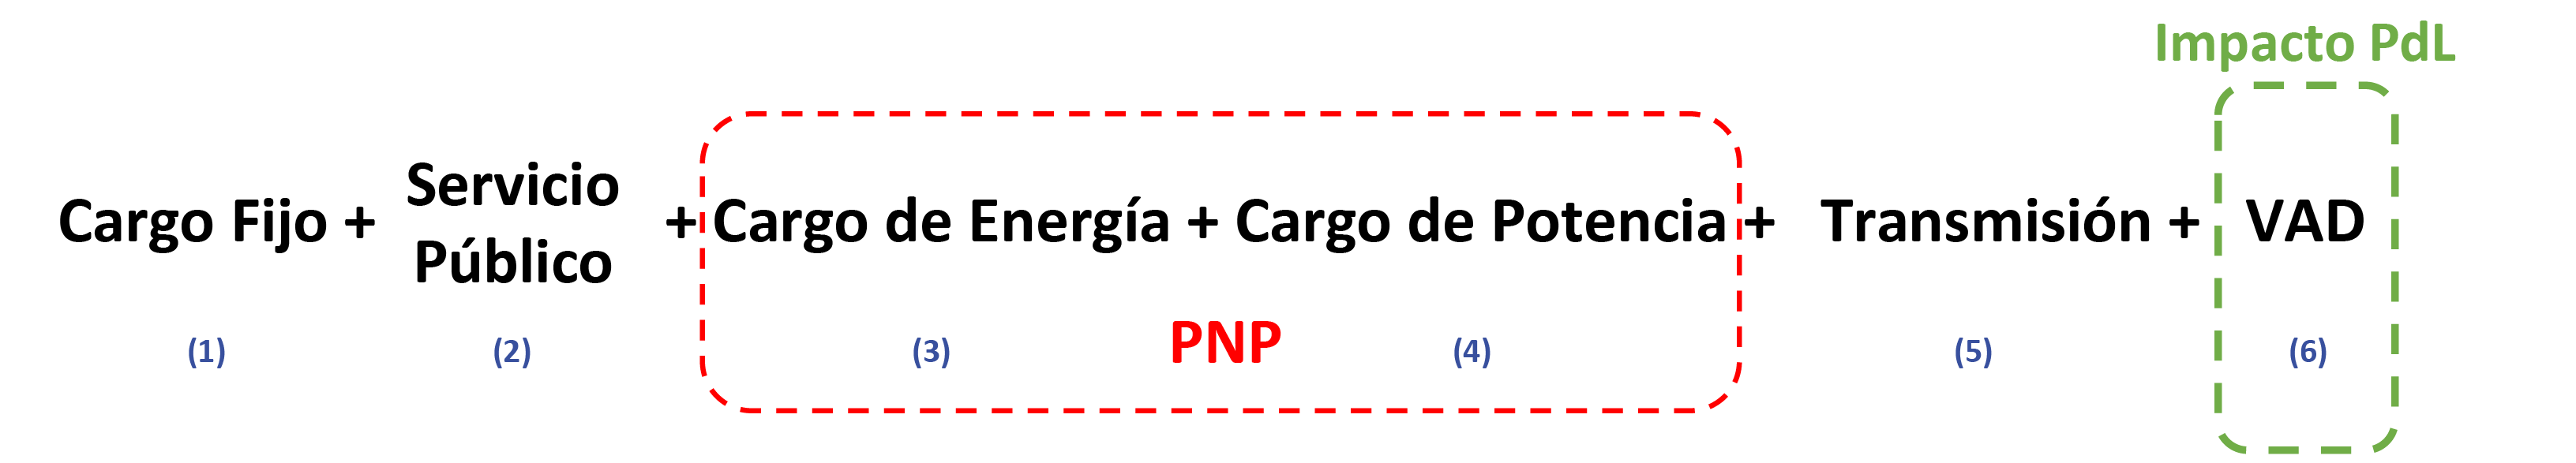 Impacto PdL
Cargo Fijo + Servicio Público + Cargo de Energía + Cargo de Potencia + Transmisión + VAD
PNP
(1) (2) (3) (4) (5) (6)